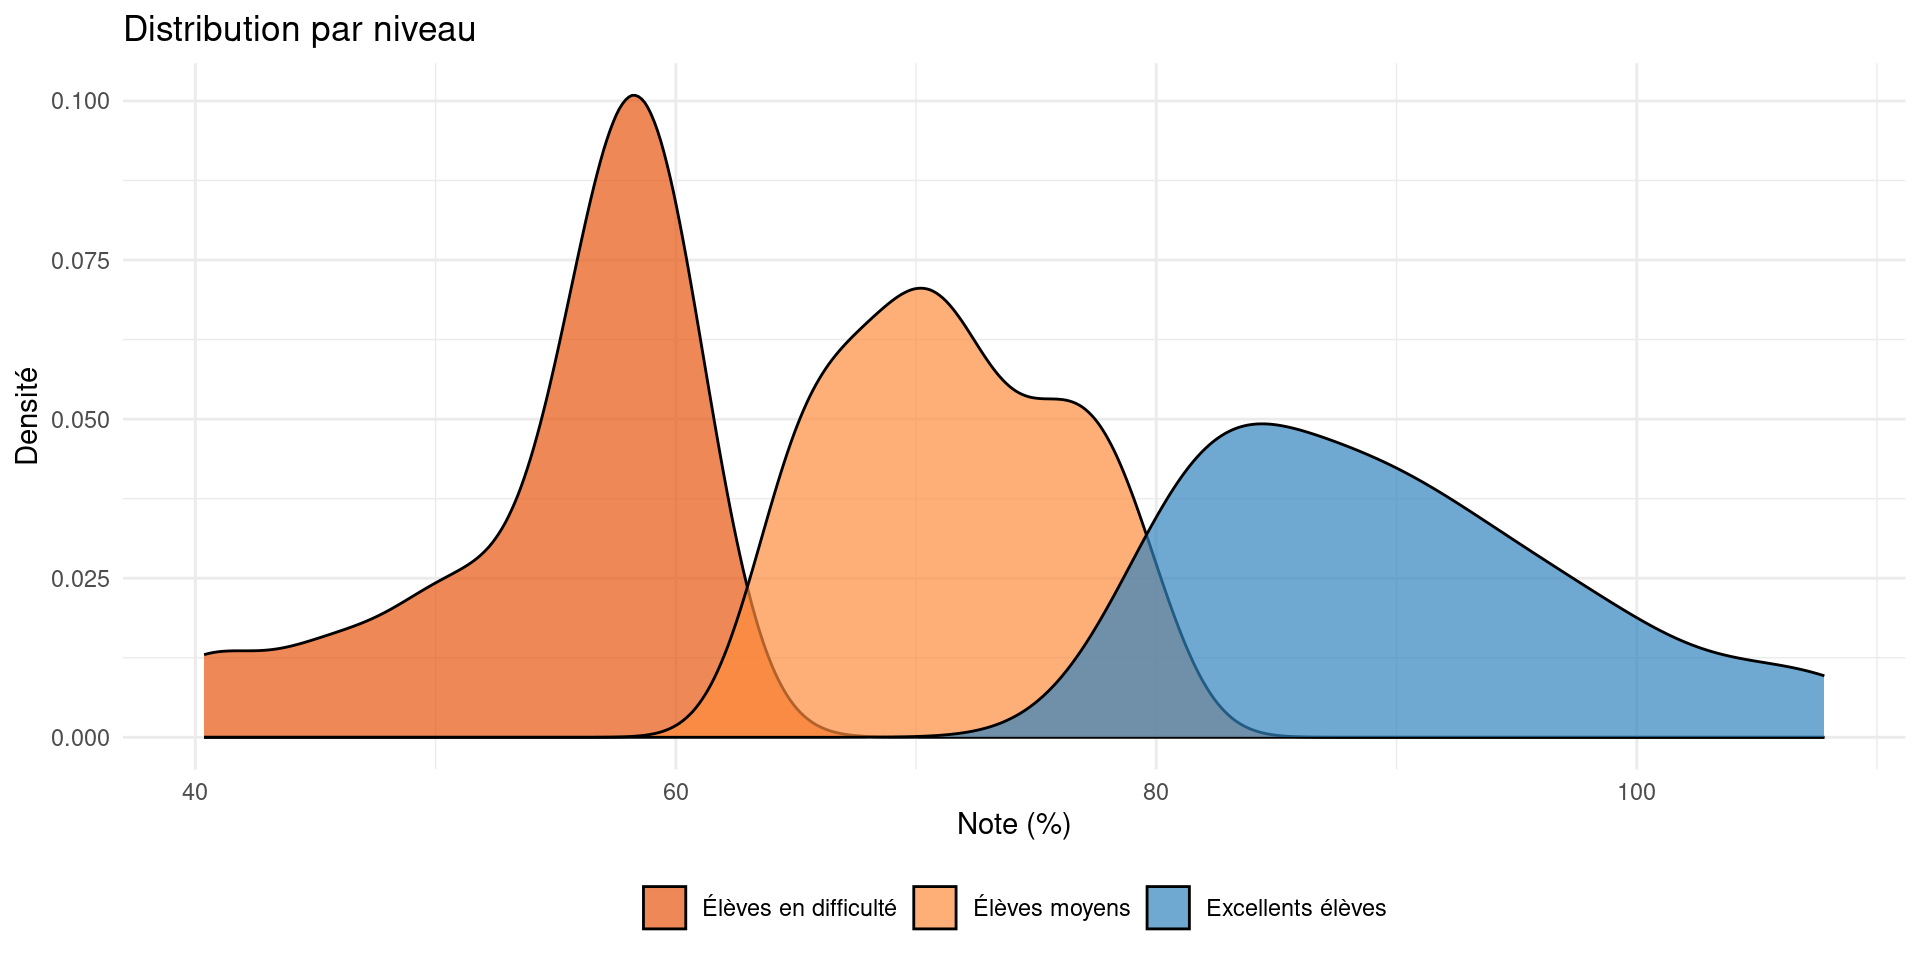 Distribution par niveau
0.100
0.075
0.050
0.025
0.000
Densité
40 60 80 100
Note (%)
Élèves en difficulté Élèves moyens Excellents élèves